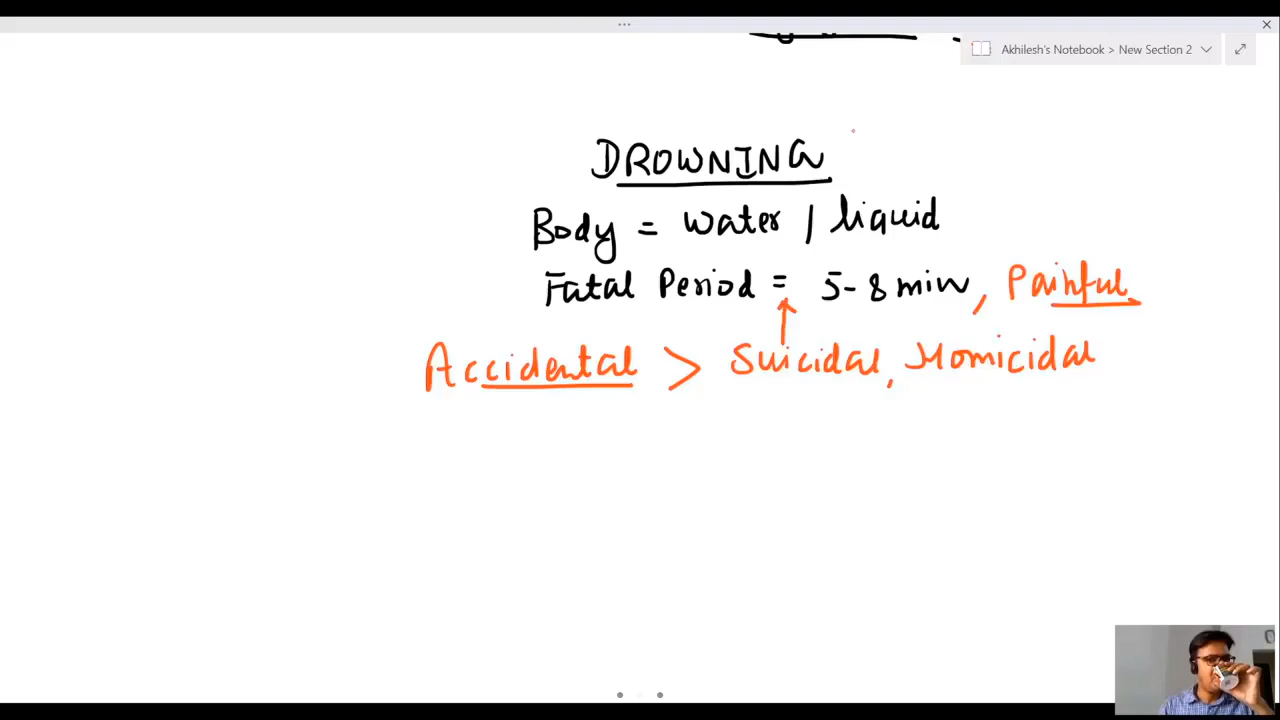 Akhilesh's Notebook > New Section 2
DROWNING
Body = water / liquid
Fatal Period = 5-8 min, Painful
Accidental > Suicidal, Homicidal